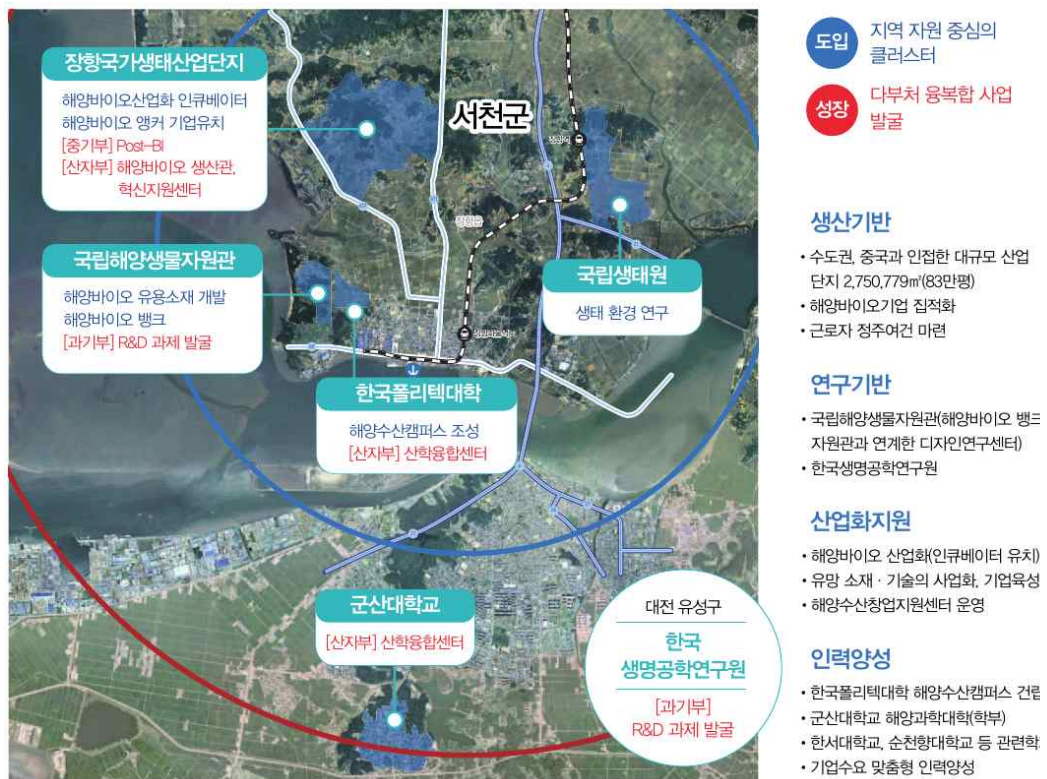 장항국가생태산업단지
해양바이오산업화 인큐베이터
해양바이오 앵커 기업유치
[중기부] Post-BI
[산자부] 해양바이오 생산관,
혁신지원센터
서천군
장항읍
국립해양생물자원관
해양바이오 유용소재 개발
해양바이오 뱅크
[과기부] R&D 과제 발굴
국립생태원
생태 환경 연구
한국폴리텍대학
해양수산캠퍼스 조성
[산자부] 산학융합센터
군산대학교
[산자부] 산학융합센터
대전 유성구
한국
생명공학연구원
[과기부]
R&D 과제 발굴
도입
지역 자원 중심의
클러스터
성장
다부처 융복합 사업
발굴
생산기반
• 수도권, 중국과 인접한 대규모 산업
단지 2,750,779㎡(83만평)
• 해양바이오기업 집적화
• 근로자 정주여건 마련
연구기반
• 국립해양생물자원관(해양바이오 뱅크
자원관과 연계한 디자인연구센터)
• 한국생명공학연구원
산업화지원
• 해양바이오 산업화(인큐베이터 유치)
• 유망 소재 · 기술의 사업화, 기업육성
• 해양수산창업지원센터 운영
인력양성
• 한국폴리텍대학 해양수산캠퍼스 건립
• 군산대학교 해양과학대학(학부)
• 한서대학교, 순천향대학교 등 관련학
• 기업수요 맞춤형 인력양성